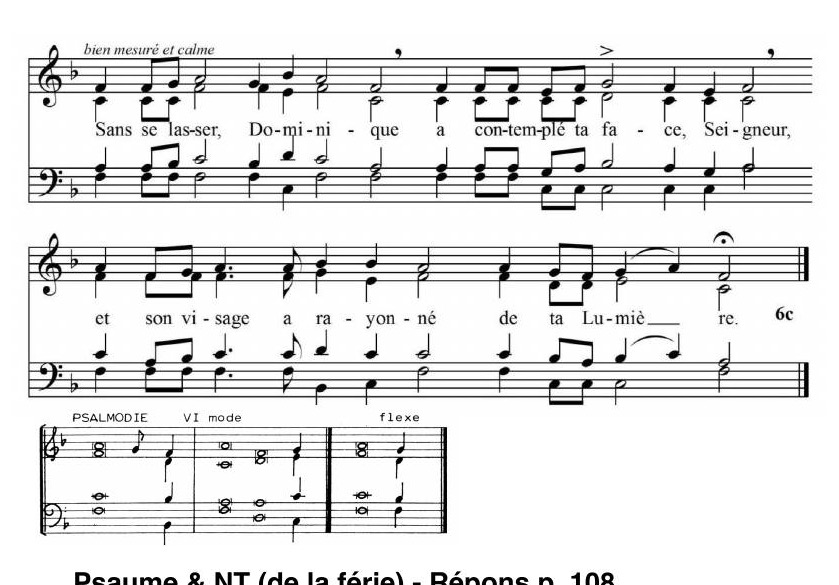 bien mesuré et calme
Sans se las-ser, Do-mi-ni - que a con-tem-plé ta fa - ce, Sei-gneur,
et son vi-sage a ra - yon-né de ta Lu-miè___ re. 6c
PSALMODIE VI mode flexe
Psaume & NT (de la férie) - Répons p. 108